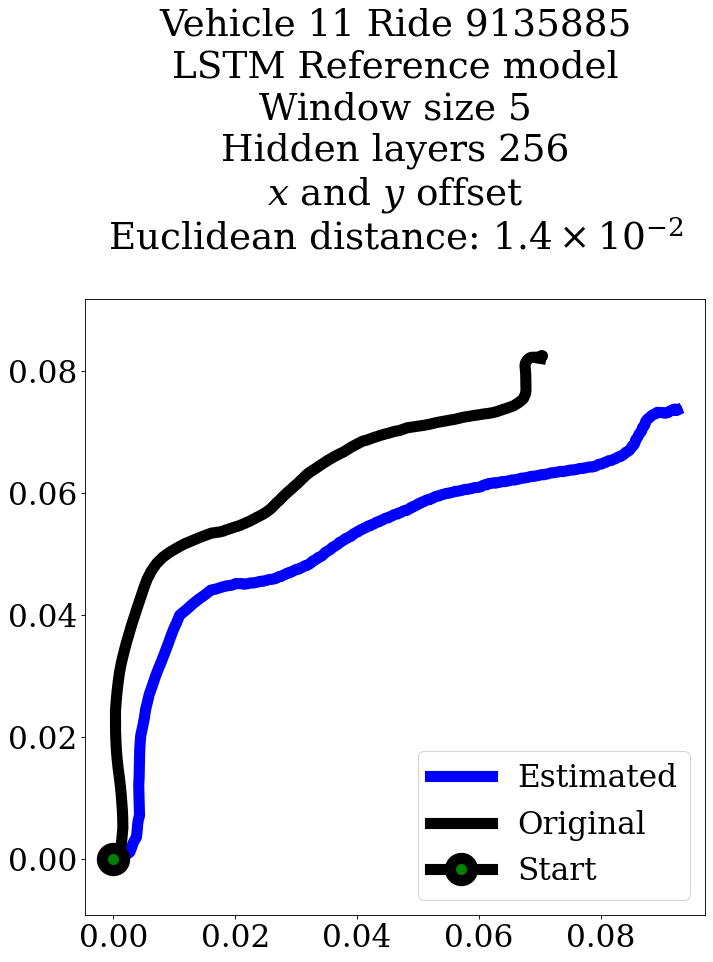 Vehicle 11 Ride 9135885
LSTM Reference model
Window size 5
Hidden layers 256
x and y offset
Euclidean distance: 1.4 × 10⁻²
0.08
0.06
0.04
0.02
0.00
Estimated
Original
Start
0.00 0.02 0.04 0.06 0.08